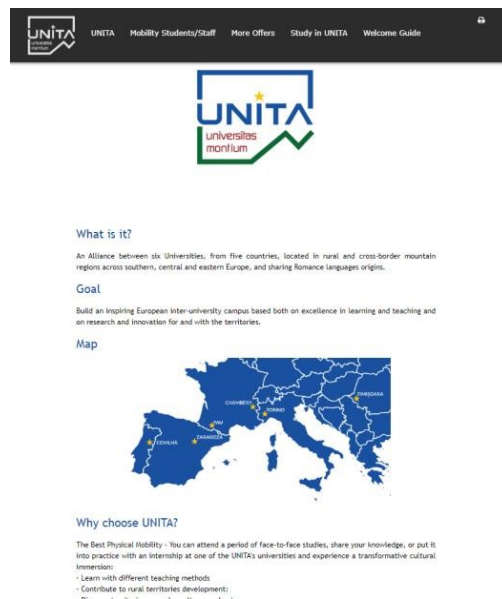 UNITA
universitas
montium
UNITA Mobility Students/Staff More Offers Study in UNITA Welcome Guide
UNITA
universitas
montium
What is it?
An Alliance between six Universities, from five countries, located in rural and cross-border mountain
regions across southern, central and eastern Europe, and sharing Romance languages origins.
Goal
Build an inspiring European inter-university campus based both on excellence in learning and teaching and
on research and innovation for and with the territories.
Map
CHAMBÉRY
TIMIȘOARA
TORINO
PAU
ZARAGOZA
COVILHÃ
Why choose UNITA?
The Best Physical Mobility - You can attend a period of face-to-face studies, share your knowledge, or put it
into practice with an internship at one of the UNITA's universities and experience a transformative cultural
immersion:
- Learn with different teaching methods
- Contribute to rural territories development;